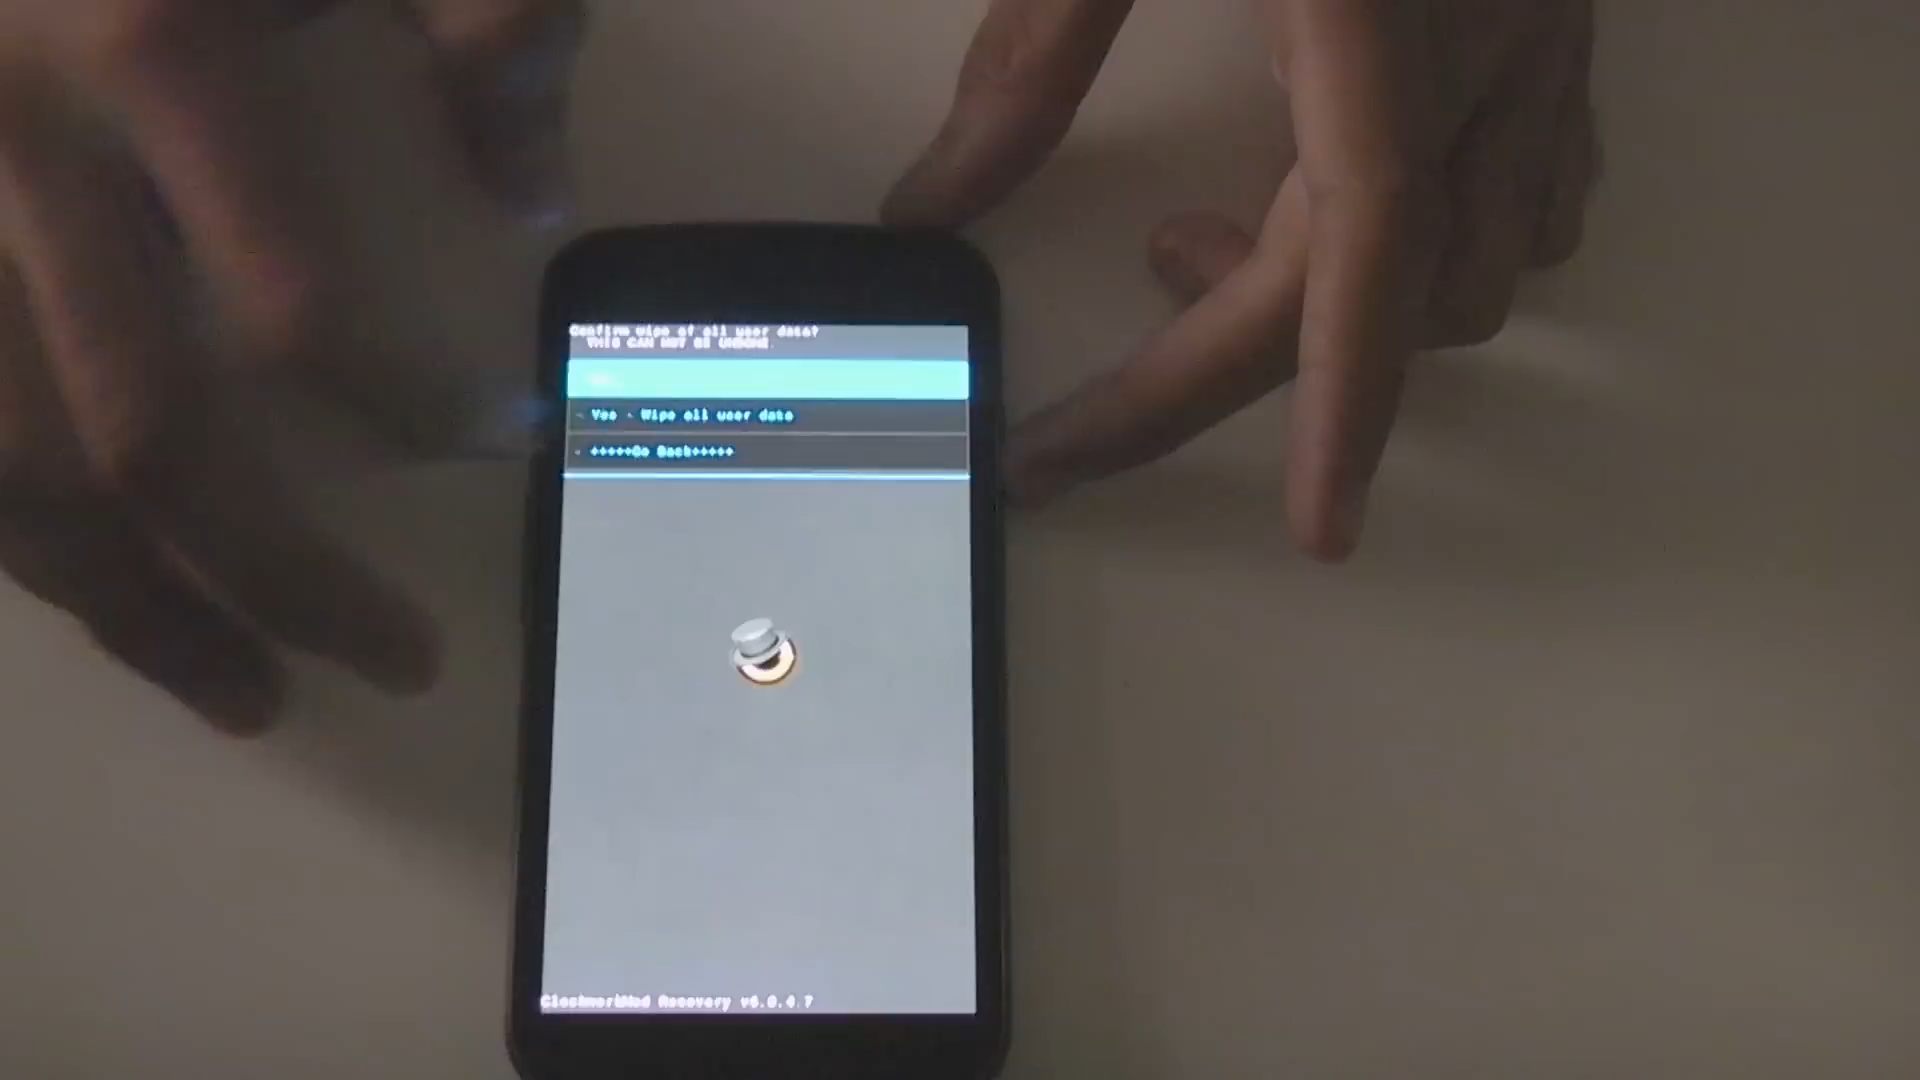 Confirm wipe of all user data?
THIS CAN NOT BE UNDONE.
- Yes - Wipe all user data
- +++++Go Back+++++
ClockworkMod Recovery v6.0.4.7